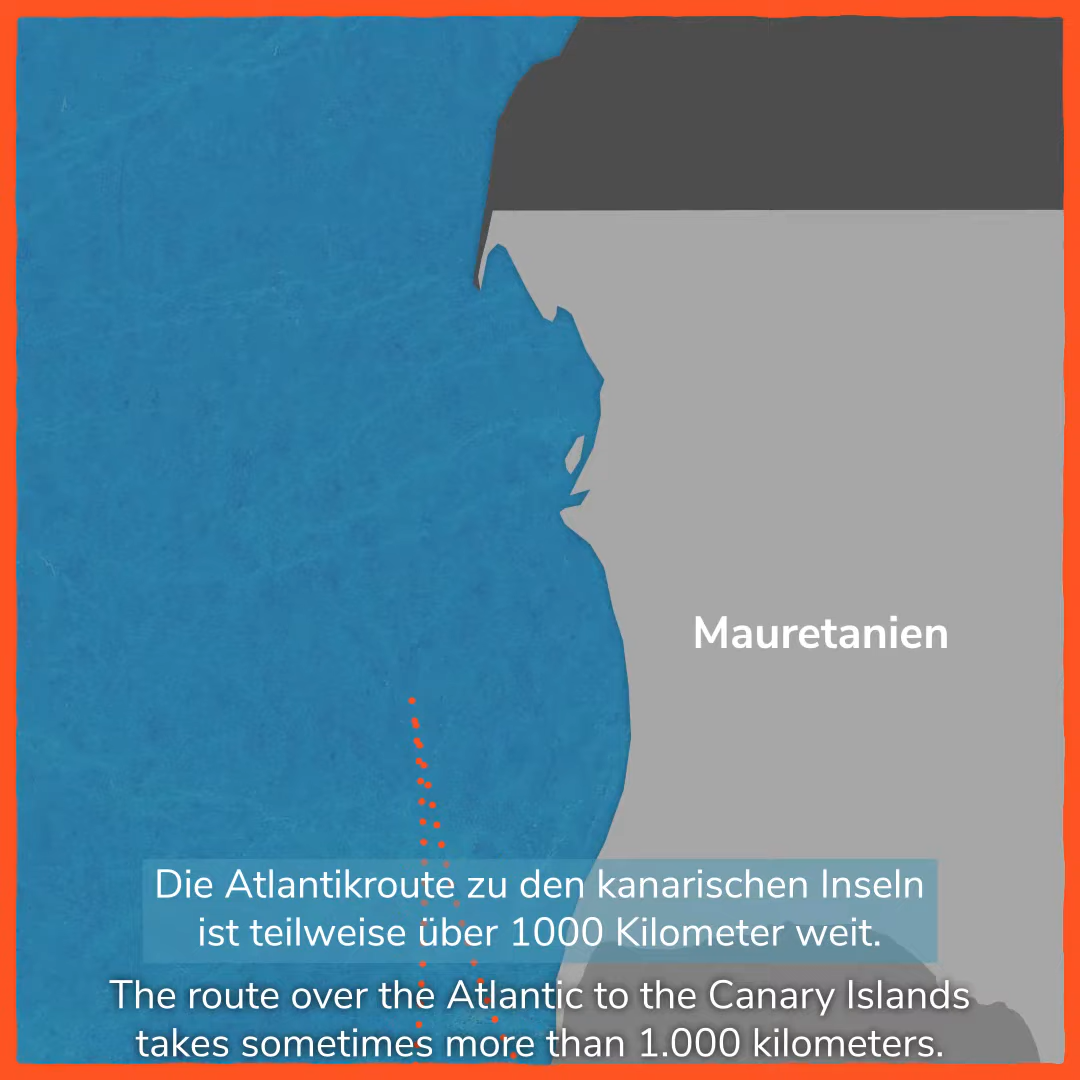 Mauretanien
Die Atlantikroute zu den kanarischen Inseln
ist teilweise über 1000 Kilometer weit.
The route over the Atlantic to the Canary Islands
takes sometimes more than 1.000 kilometers.